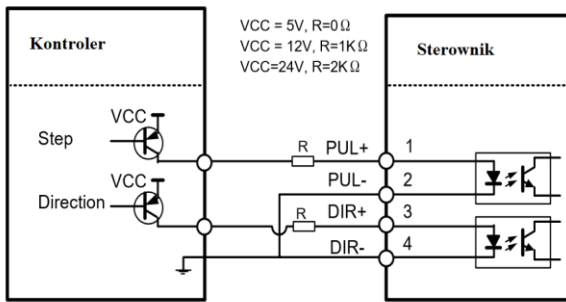 Kontroler
VCC = 5V, R=0Ω
VCC = 12V, R=1KΩ
VCC=24V, R=2KΩ
Sterownik
VCC
Step
R
PUL+
1
VCC
PUL-
2
Direction
R
DIR+
3
DIR-
4